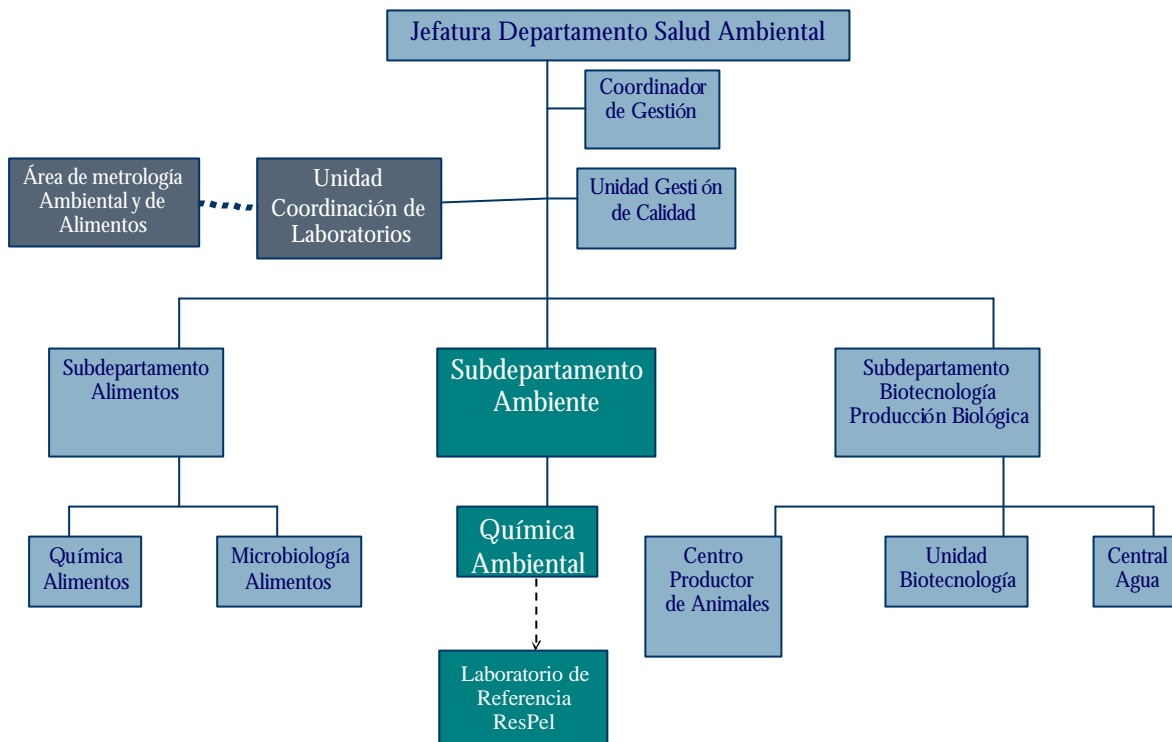 Jefatura Departamento Salud Ambiental
Coordinador
de Gestión
Área de metrología
Ambiental y de
Alimentos
Unidad
Coordinación de
Laboratorios
Unidad Gestión
de Calidad
Subdepartamento
Alimentos
Subdepartamento
Ambiente
Subdepartamento
Biotecnología
Producción Biológica
Química
Alimentos
Microbiología
Alimentos
Química
Ambiental
Centro
Productor
de Animales
Unidad
Biotecnología
Central
Agua
Laboratorio de
Referencia
ResPel